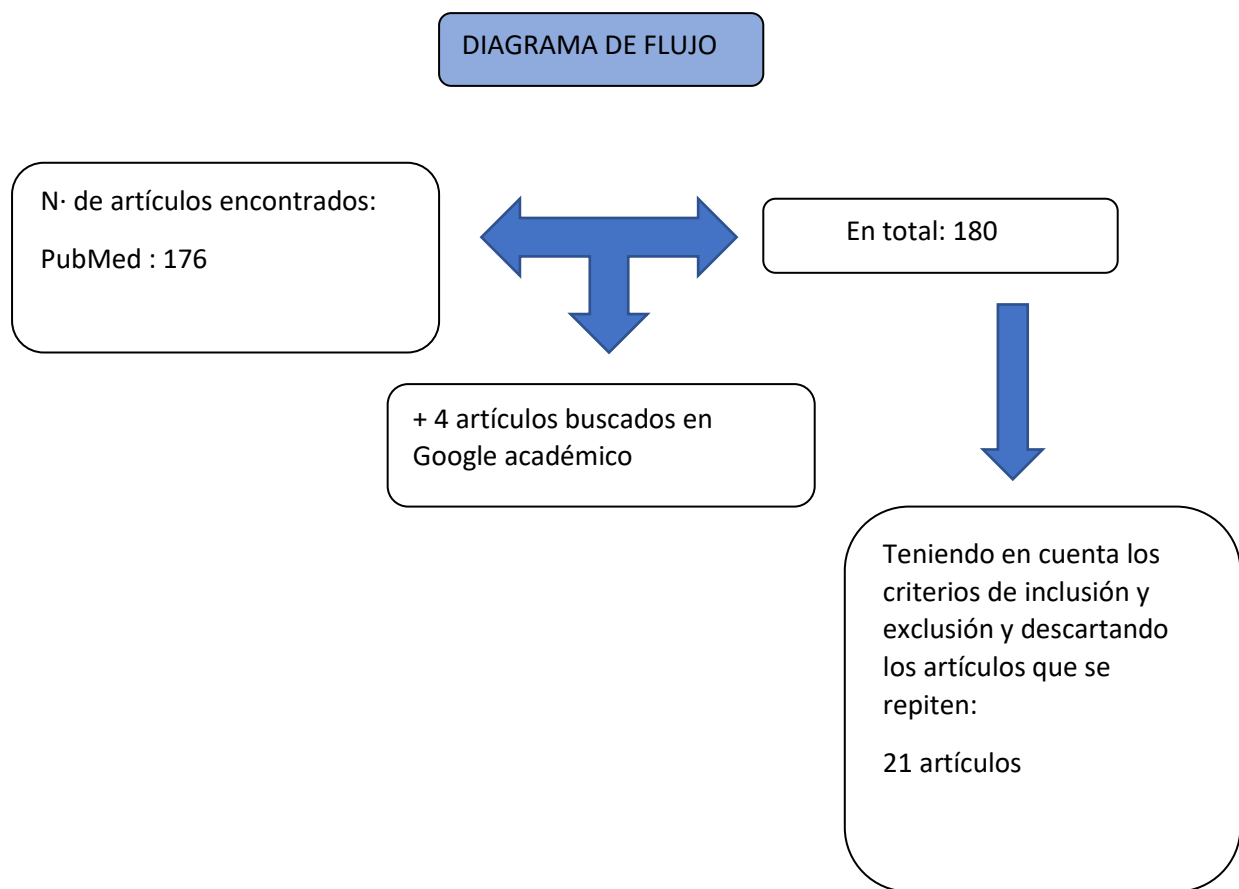 DIAGRAMA DE FLUJO
N· de artículos encontrados:
PubMed : 176
En total: 180
+ 4 artículos buscados en
Google académico
Teniendo en cuenta los
criterios de inclusión y
exclusión y descartando
los artículos que se
repiten:
21 artículos